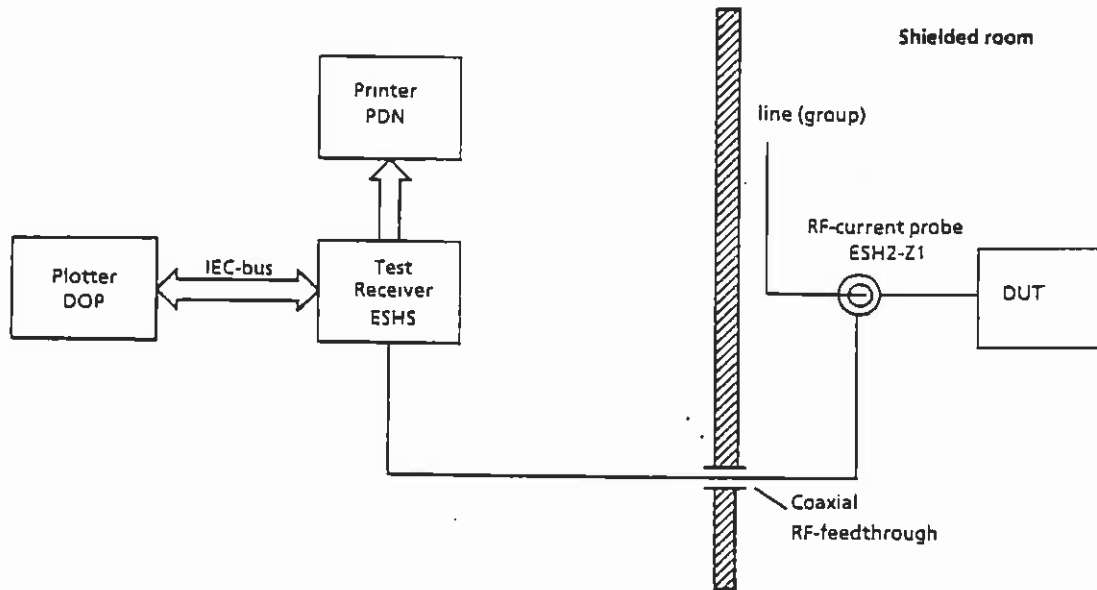 Shielded room
Printer
PDN
line (group)
RF-current probe
ESH2-Z1
Plotter
DOP
IEC-bus
Test
Receiver
ESHS
DUT
Coaxial
RF-feedthrough